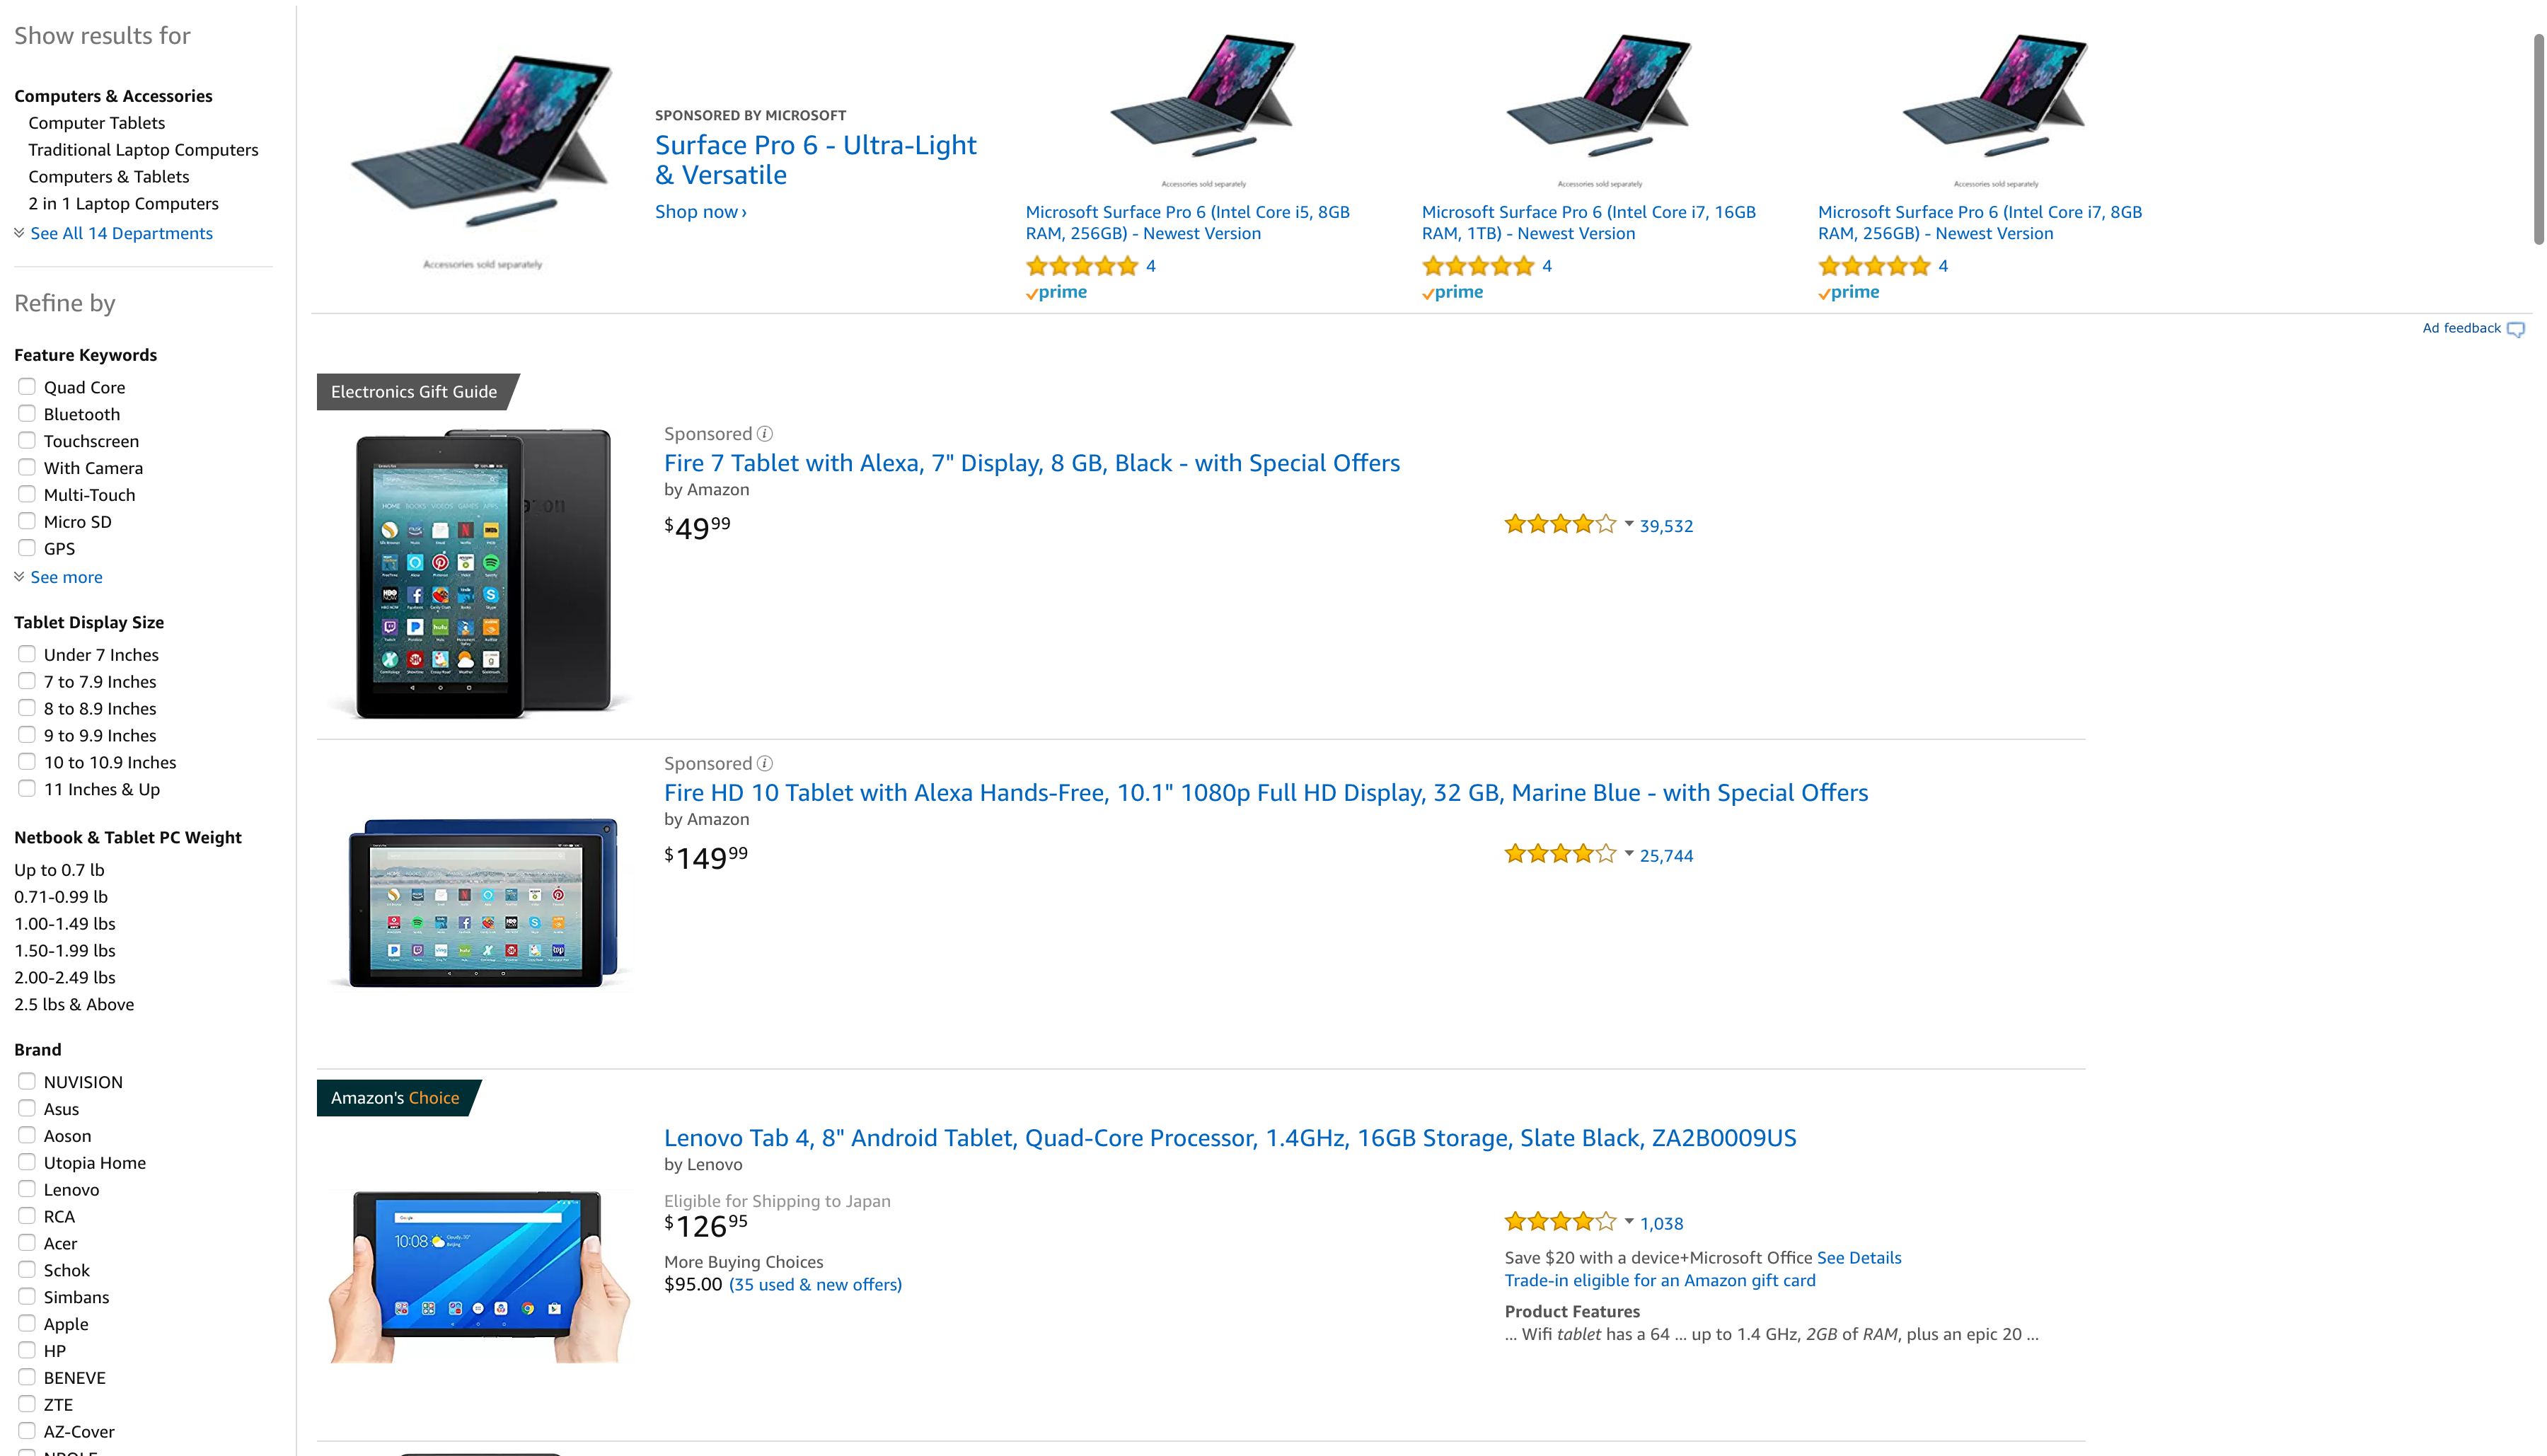 Show results for
Computers & Accessories
Computer Tablets
Traditional Laptop Computers
Computers & Tablets
2 in 1 Laptop Computers
See All 14 Departments
Refine by
Feature Keywords
Quad Core
Bluetooth
Touchscreen
With Camera
Multi-Touch
Micro SD
GPS
See more
Tablet Display Size
Under 7 Inches
7 to 7.9 Inches
8 to 8.9 Inches
9 to 9.9 Inches
10 to 10.9 Inches
11 Inches & Up
Netbook & Tablet PC Weight
Up to 0.7 lb
0.71-0.99 lb
1.00-1.49 lbs
1.50-1.99 lbs
2.00-2.49 lbs
2.5 lbs & Above
Brand
NUVISION
Asus
Aoson
Utopia Home
Lenovo
RCA
Acer
Schok
Simbans
Apple
HP
BENEVE
ZTE
AZ-Cover
Accessories sold separately
SPONSORED BY MICROSOFT
Surface Pro 6 - Ultra-Light
& Versatile
Shop now ›
Accessories sold separately
Microsoft Surface Pro 6 (Intel Core i5, 8GB
RAM, 256GB) - Newest Version
4
prime
Accessories sold separately
Microsoft Surface Pro 6 (Intel Core i7, 16GB
RAM, 1TB) - Newest Version
4
prime
Accessories sold separately
Microsoft Surface Pro 6 (Intel Core i7, 8GB
RAM, 256GB) - Newest Version
4
prime
Ad feedback
Electronics Gift Guide
Sponsored
Fire 7 Tablet with Alexa, 7" Display, 8 GB, Black - with Special Offers
by Amazon
$49 99
39,532
HOME BOOKS VIDEOS GAMES APPS
Sponsored
Fire HD 10 Tablet with Alexa Hands-Free, 10.1" 1080p Full HD Display, 32 GB, Marine Blue - with Special Offers
by Amazon
$149 99
25,744
Amazon's Choice
Lenovo Tab 4, 8" Android Tablet, Quad-Core Processor, 1.4GHz, 16GB Storage, Slate Black, ZA2B0009US
by Lenovo
Eligible for Shipping to Japan
$126 95
More Buying Choices
$95.00 (35 used & new offers)
1,038
Save $20 with a device+Microsoft Office See Details
Trade-in eligible for an Amazon gift card
Product Features
... Wifi tablet has a 64 ... up to 1.4 GHz, 2GB of RAM, plus an epic 20 ...
Google
10:08